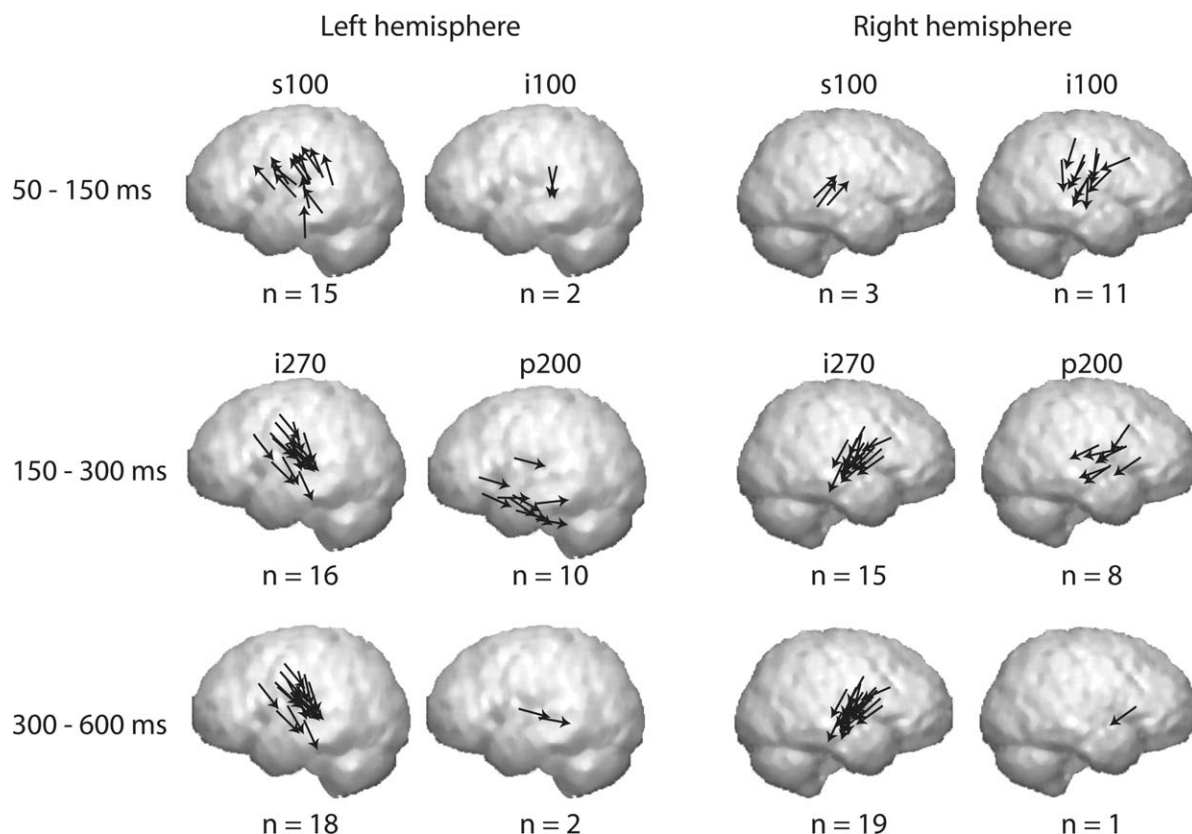 Left hemisphere Right hemisphere
s100 i100 s100 i100
50 - 150 ms
n = 15 n = 2 n = 3 n = 11
i270 p200 i270 p200
150 - 300 ms
n = 16 n = 10 n = 15 n = 8
300 - 600 ms
n = 18 n = 2 n = 19 n = 1